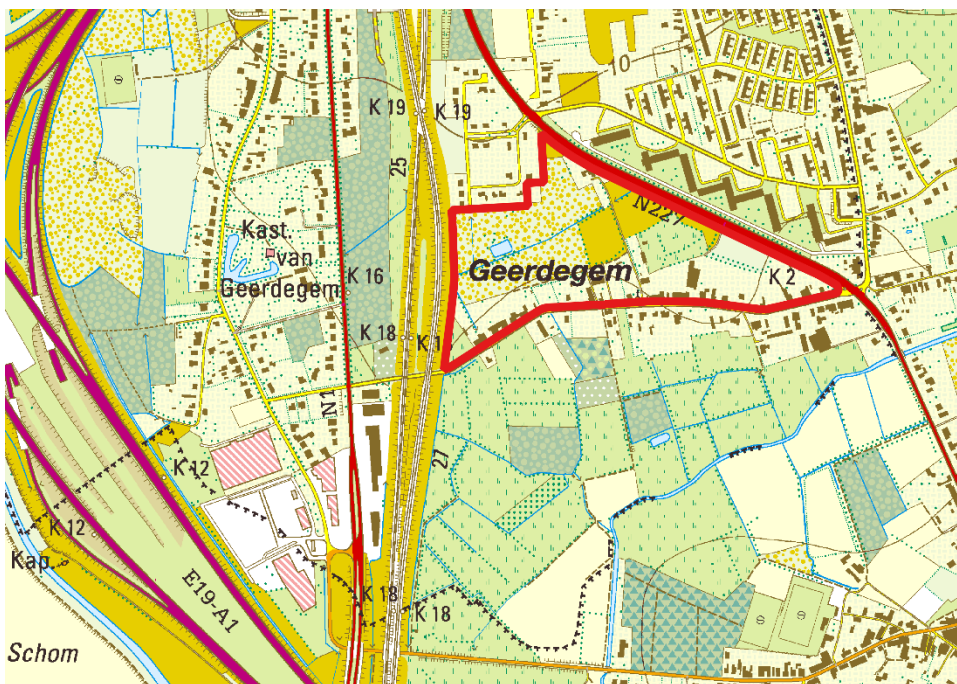 10
K 19
K 19
25
N227
Kast.
van
Geerdegem
K 16
Geerdegem
K 2
K 18
K 1
N1
27
K 12
K 12
Kap.
E19-A1
K 18
K 18
Schom